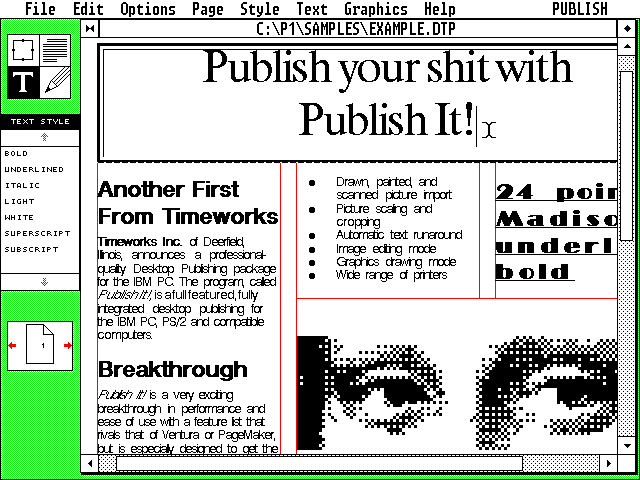 File Edit Options Page Style Text Graphics Help PUBLISH
C:\P1\SAMPLES\EXAMPLE.DTP
T
TEXT STYLE
BOLD
UNDERLINED
ITALIC
LIGHT
WHITE
SUPERSCRIPT
SUBSCRIPT
1
Publish your shit with
Publish It!
Another First
From Timeworks
Timeworks Inc. of Deerfield,
Illinois, announces a professional-
quality Desktop Publishing package
for the IBM PC. The program, called
Publish It!, is a full featured, fully
integrated desktop publishing for
the IBM PC, PS/2 and compatible
computers.
Breakthrough
Publish It! is a very exciting
breakthrough in performance and
ease of use with a feature list that
rivals that of Ventura or PageMaker,
but is especially designed to get the
• Drawn, painted, and
scanned picture import
• Picture scaling and
cropping
• Automatic text runaround
• Image editing mode
• Graphics drawing mode
• Wide range of printers
24 poin
Madiso
underl
bold